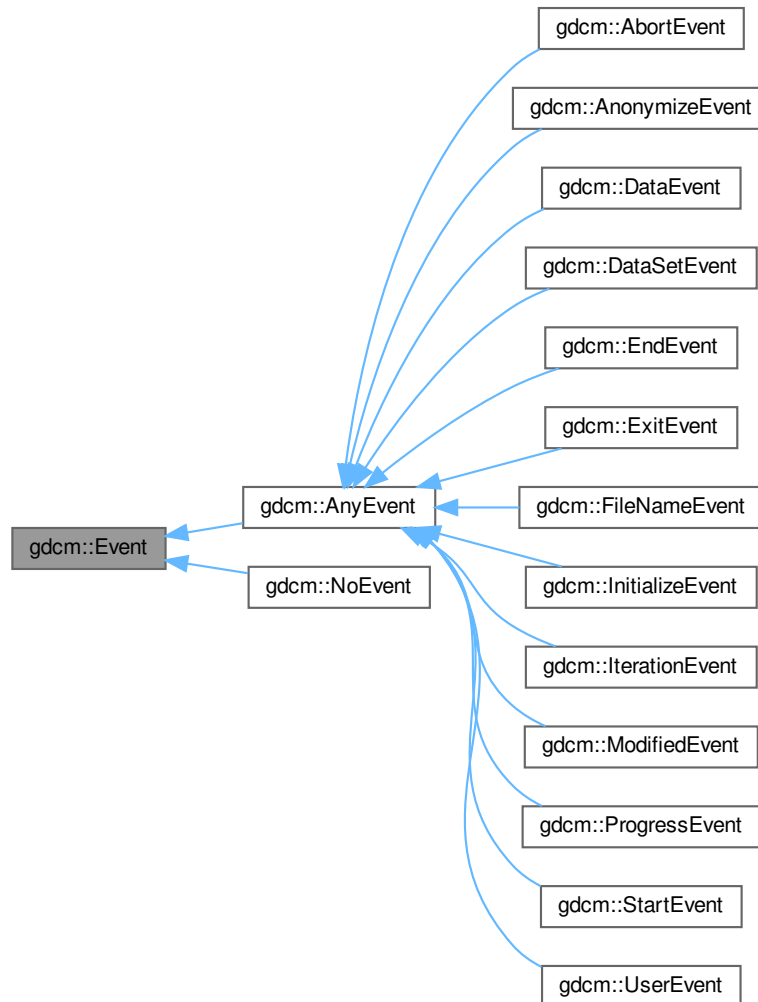 gdcm::AbortEvent
gdcm::AnonymizeEvent
gdcm::DataEvent
gdcm::DataSetEvent
gdcm::EndEvent
gdcm::ExitEvent
gdcm::AnyEvent
gdcm::FileNameEvent
gdcm::Event
gdcm::NoEvent
gdcm::InitializeEvent
gdcm::IterationEvent
gdcm::ModifiedEvent
gdcm::ProgressEvent
gdcm::StartEvent
gdcm::UserEvent